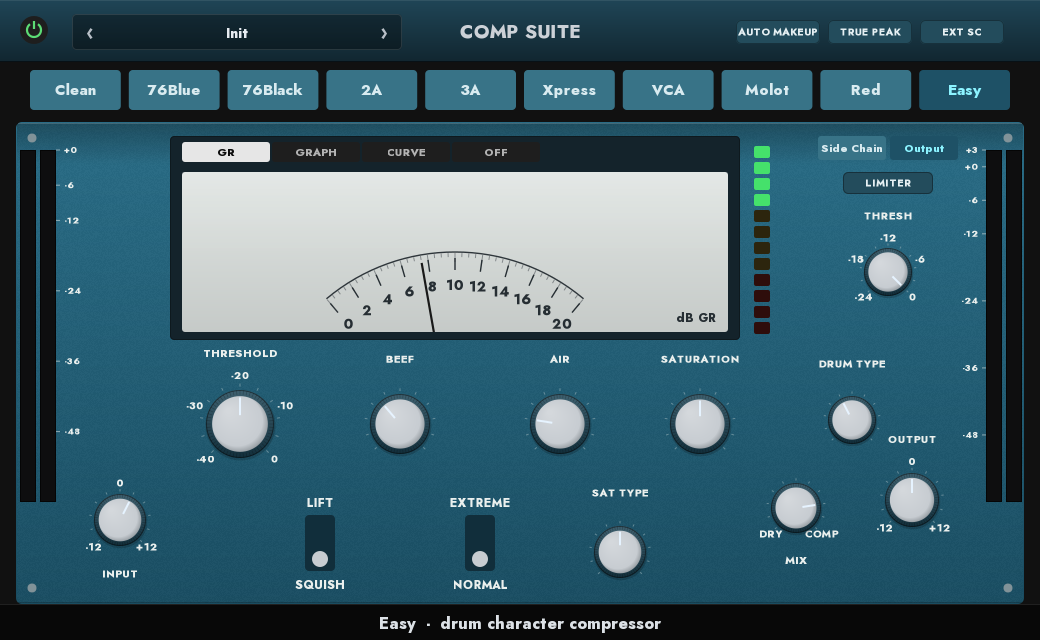 ‹ Init › COMP SUITE AUTO MAKEUP TRUE PEAK EXT SC
Clean 76Blue 76Black 2A 3A Xpress VCA Molot Red Easy
GR GRAPH CURVE OFF
0 2 4 6 8 10 12 14 16 18 20
dB GR
+0
-6
-12
-24
-36
-48
Side Chain Output
LIMITER
THRESH
-24 -18 -12 -6 0
+3
+0
-6
-12
-24
-36
-48
THRESHOLD
-40 -30 -20 -10 0
BEEF
AIR
SATURATION
DRUM TYPE
OUTPUT
0
-12 +12
0
-12 +12
INPUT
LIFT
SQUISH
EXTREME
NORMAL
SAT TYPE
DRY COMP
MIX
Easy · drum character compressor